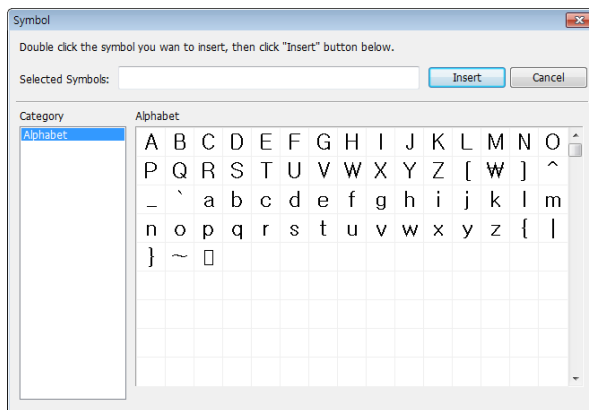 Symbol
Double click the symbol you wan to insert, then click "Insert" button below.
Selected Symbols: Insert Cancel
Category Alphabet
Alphabet
A B C D E F G H I J K L M N O
P Q R S T U V W X Y Z [ ₩ ] ^
_ ` a b c d e f g h i j k l m
n o p q r s t u v w x y z { |
} ~ ▯